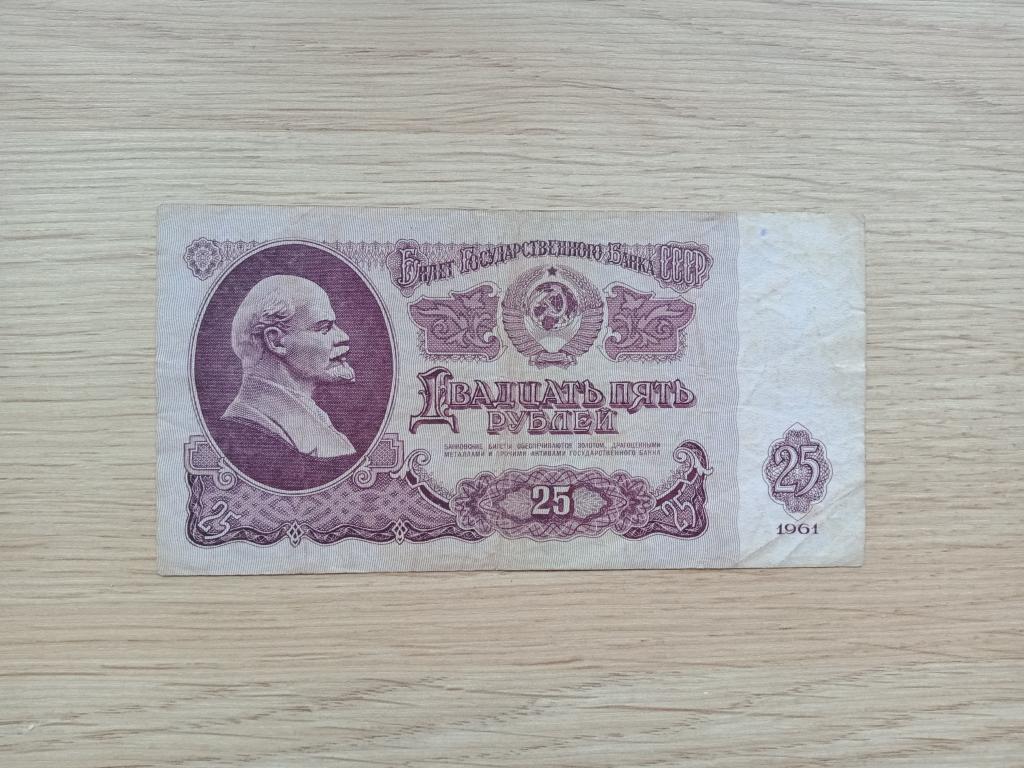 Билет Государственного Банка СССР
Двадцать пять
рублей
БАНКОВСКИЕ БИЛЕТЫ ОБЕСПЕЧИВАЮТСЯ ЗОЛОТОМ, ДРАГОЦЕННЫМИ
МЕТАЛЛАМИ И ПРОЧИМИ АКТИВАМИ ГОСУДАРСТВЕННОГО БАНКА
25
25
25
25
1961